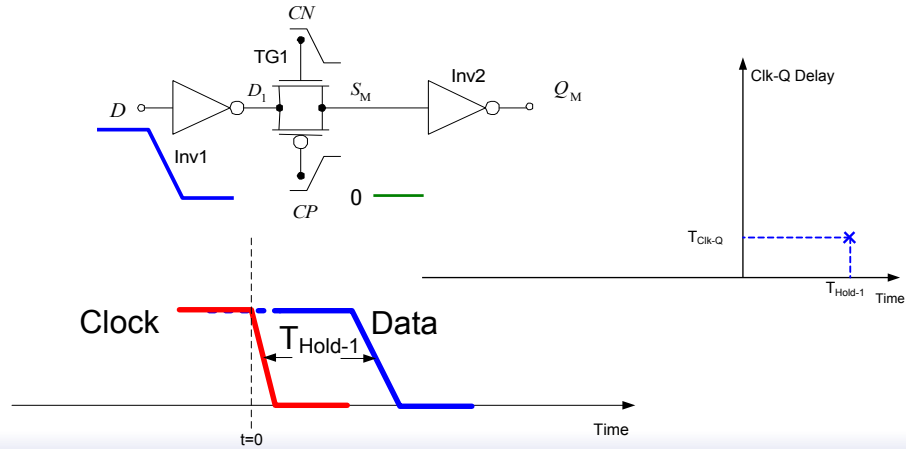 CN
TG1
Inv2
Clk-Q Delay
D
D1
SM
QM
Inv1
0
CP
TClk-Q
THold-1
Time
Clock
THold-1
Data
Time
t=0